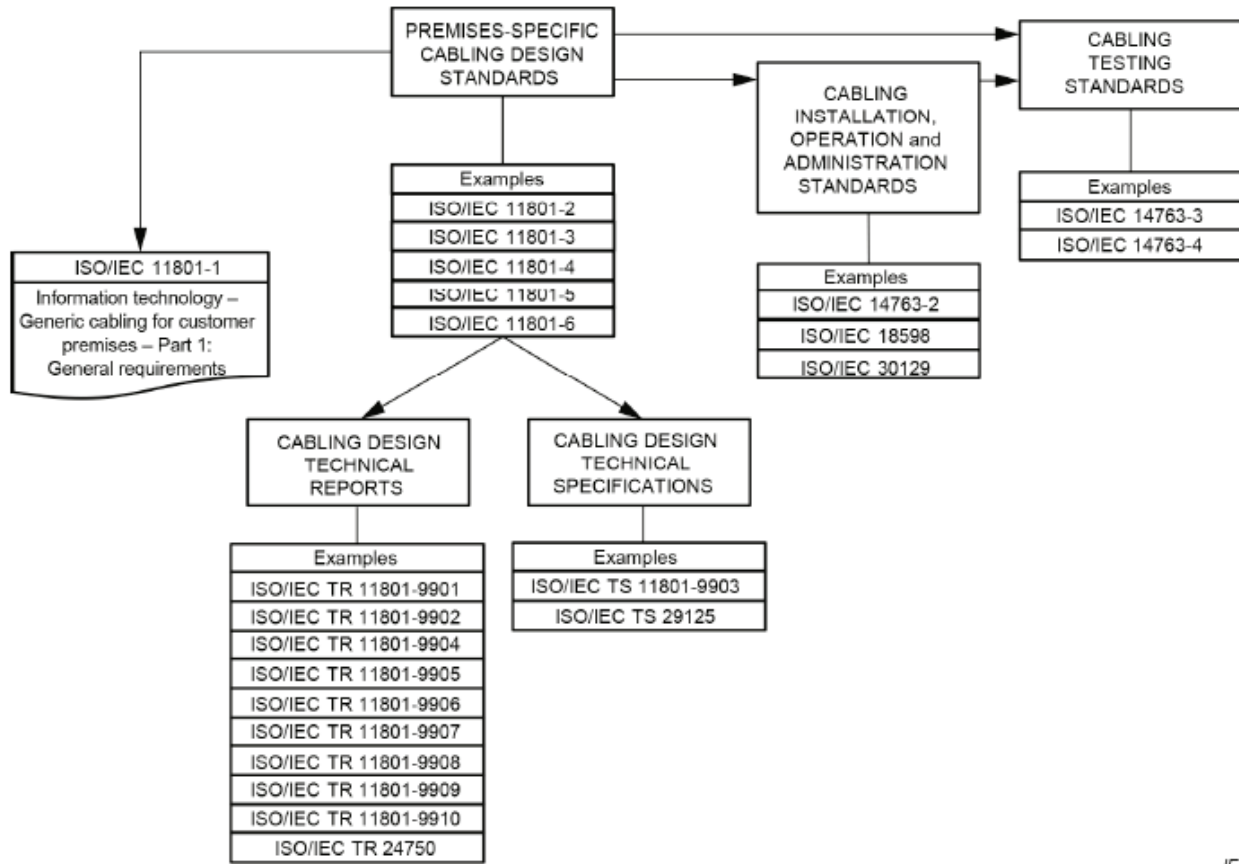 PREMISES-SPECIFIC
CABLING DESIGN
STANDARDS
CABLING
TESTING
STANDARDS
CABLING
INSTALLATION,
OPERATION and
ADMINISTRATION
STANDARDS
Examples
ISO/IEC 11801-2
ISO/IEC 11801-3
ISO/IEC 11801-4
ISO/IEC 11801-5
ISO/IEC 11801-6
Examples
ISO/IEC 14763-3
ISO/IEC 14763-4
ISO/IEC 11801-1
Information technology –
Generic cabling for customer
premises – Part 1:
General requirements
Examples
ISO/IEC 14763-2
ISO/IEC 18598
ISO/IEC 30129
CABLING DESIGN
TECHNICAL
REPORTS
CABLING DESIGN
TECHNICAL
SPECIFICATIONS
Examples
ISO/IEC TR 11801-9901
ISO/IEC TR 11801-9902
ISO/IEC TR 11801-9904
ISO/IEC TR 11801-9905
ISO/IEC TR 11801-9906
ISO/IEC TR 11801-9907
ISO/IEC TR 11801-9908
ISO/IEC TR 11801-9909
ISO/IEC TR 11801-9910
ISO/IEC TR 24750
Examples
ISO/IEC TS 11801-9903
ISO/IEC TS 29125